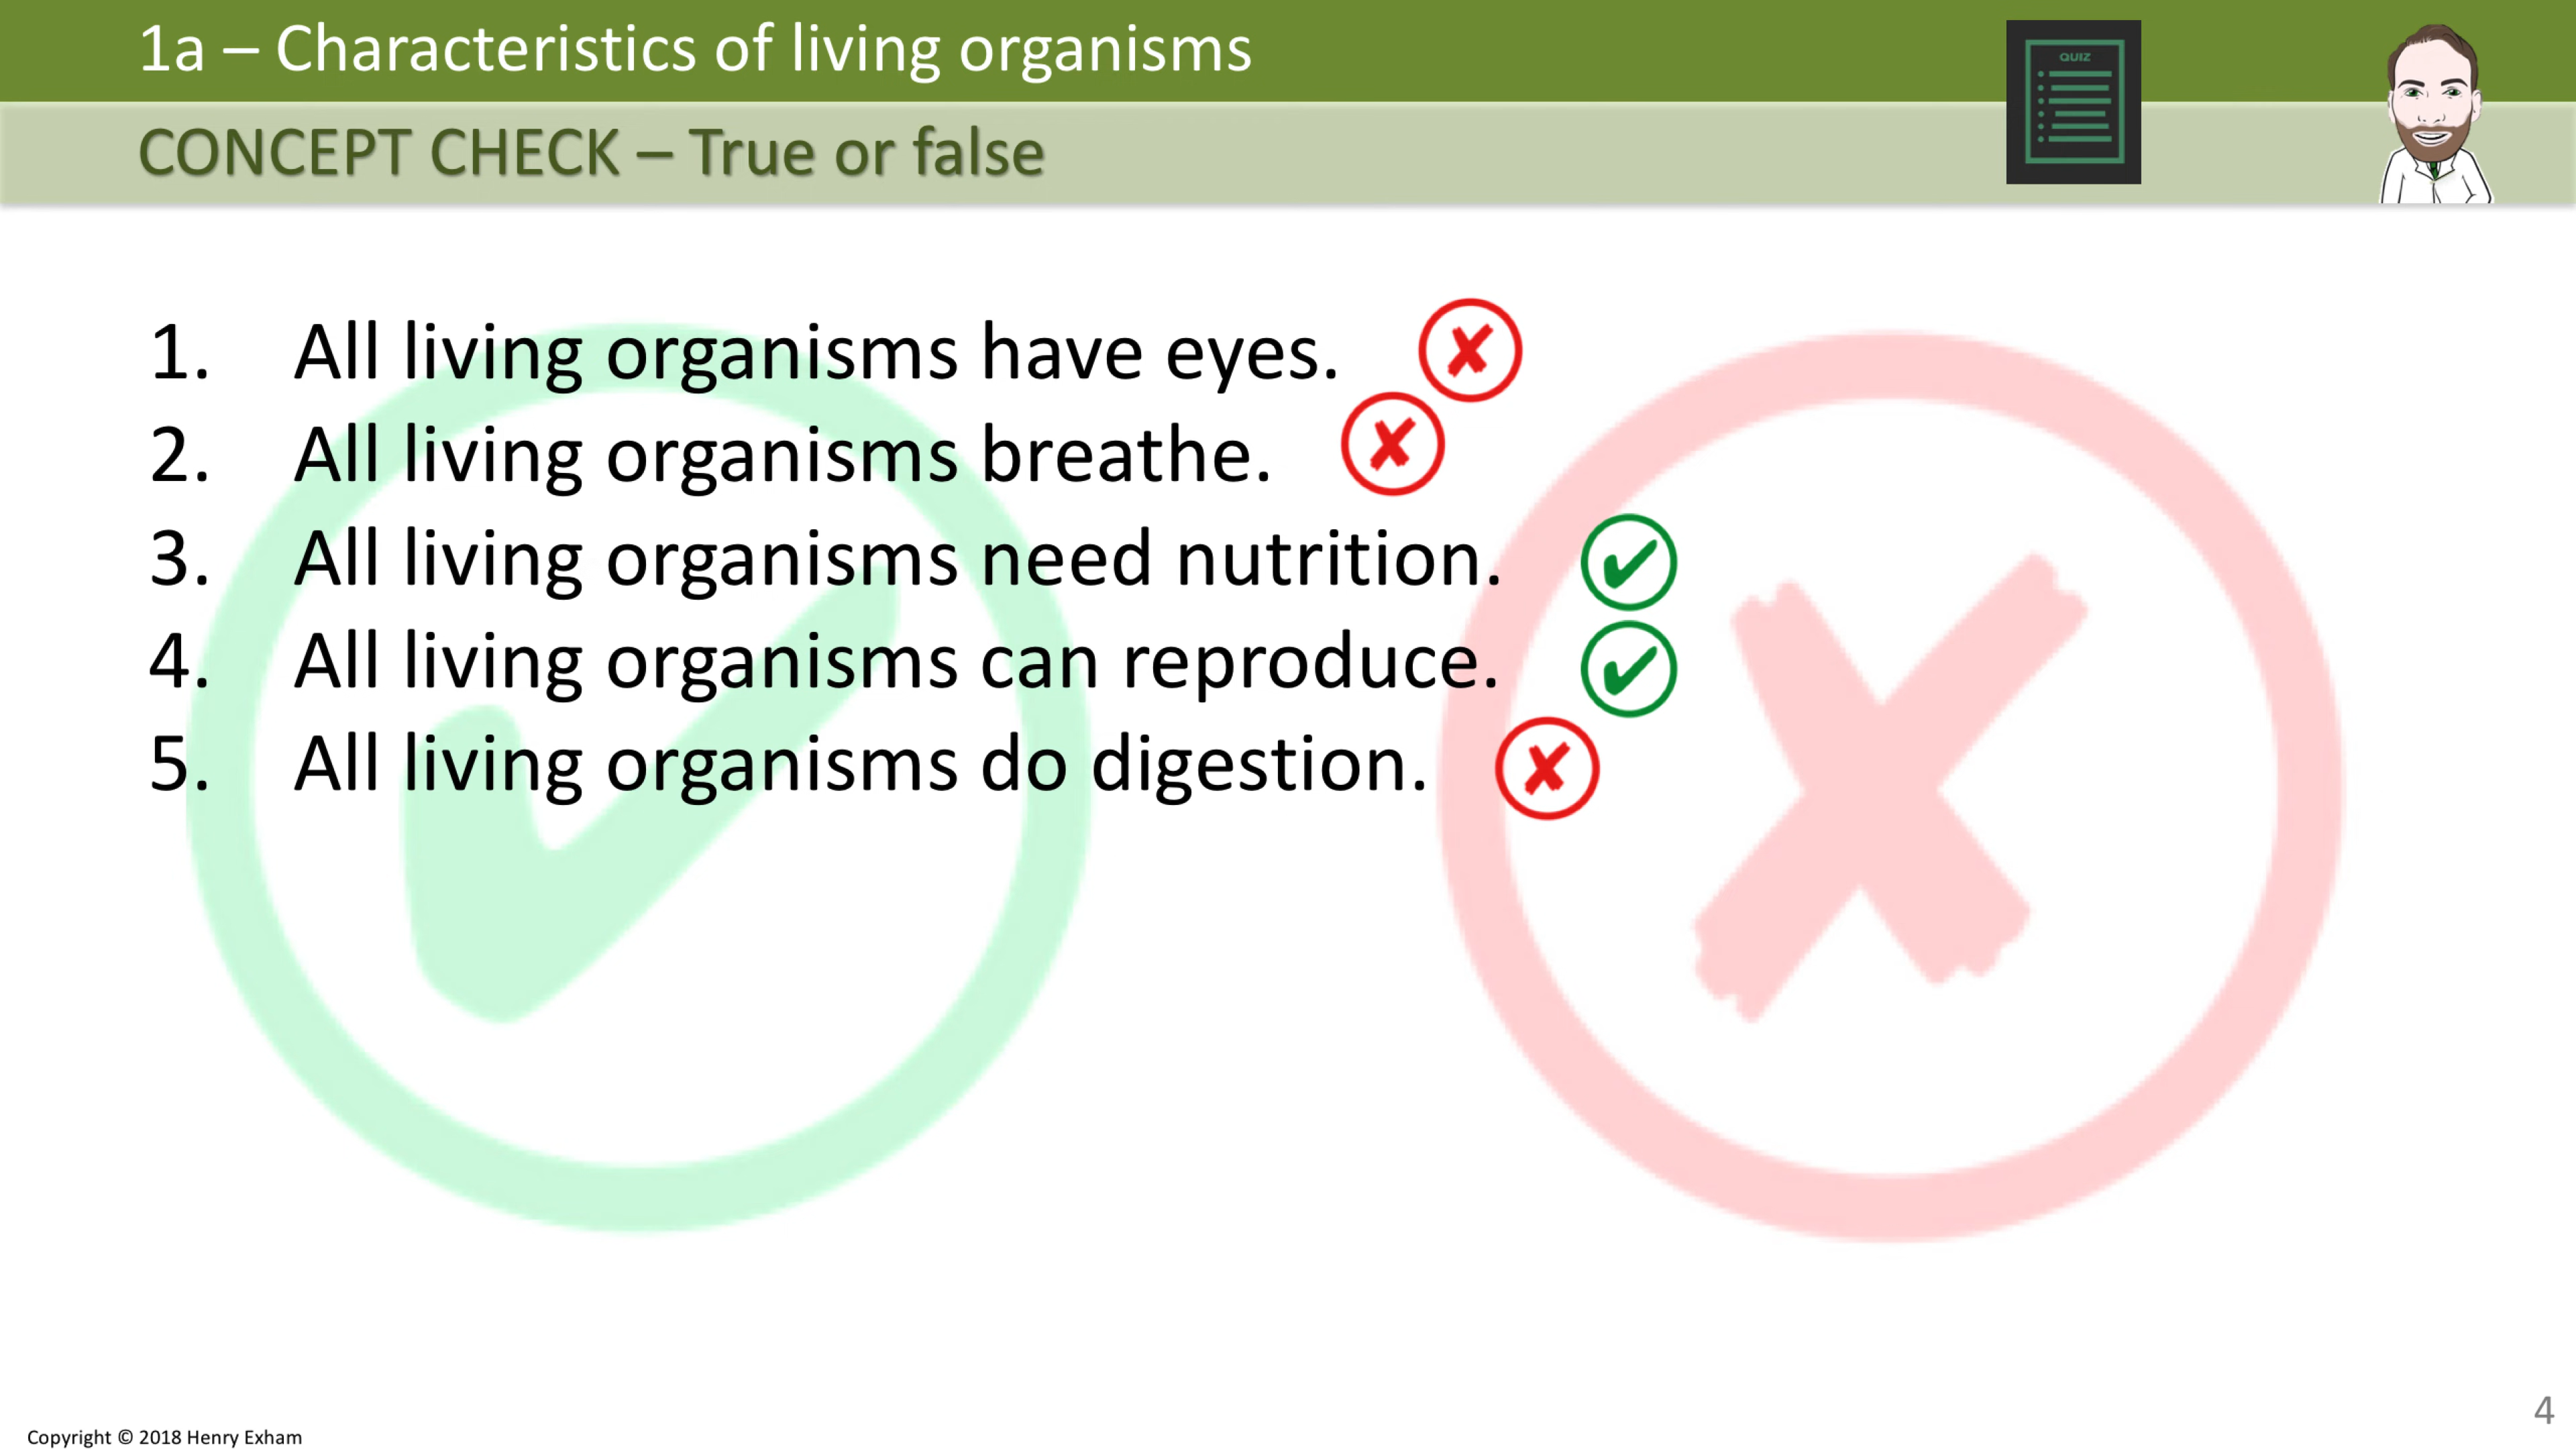 1a – Characteristics of living organisms
QUIZ
CONCEPT CHECK – True or false
1. All living organisms have eyes.
2. All living organisms breathe.
3. All living organisms need nutrition.
4. All living organisms can reproduce.
5. All living organisms do digestion.
4
Copyright © 2018 Henry Exham